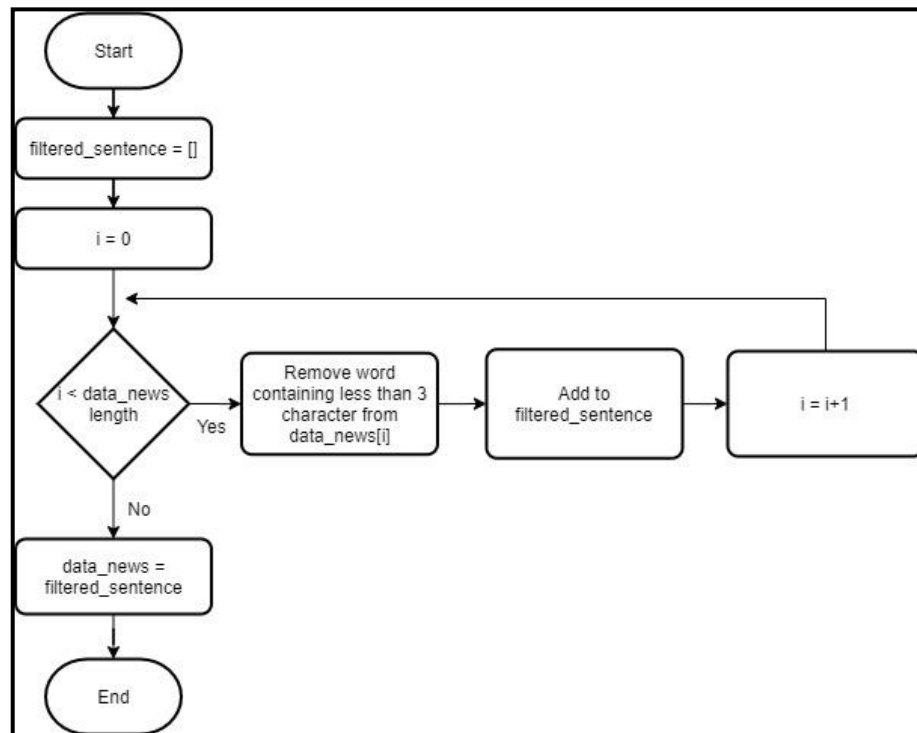 Start
filtered_sentence = []
i = 0
i < data_news
length
Yes
Remove word
containing less than 3
character from
data_news[i]
Add to
filtered_sentence
i = i+1
No
data_news =
filtered_sentence
End